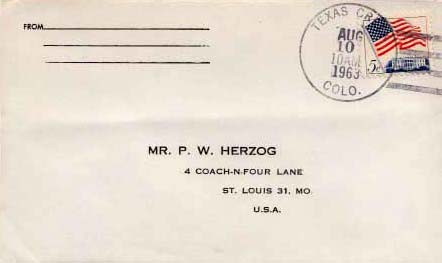 FROM
TEXAS CR
AUG
10
10AM
1963
COLO.
5¢
MR. P. W. HERZOG
4 COACH-N-FOUR LANE
ST. LOUIS 31, MO.
U.S.A.